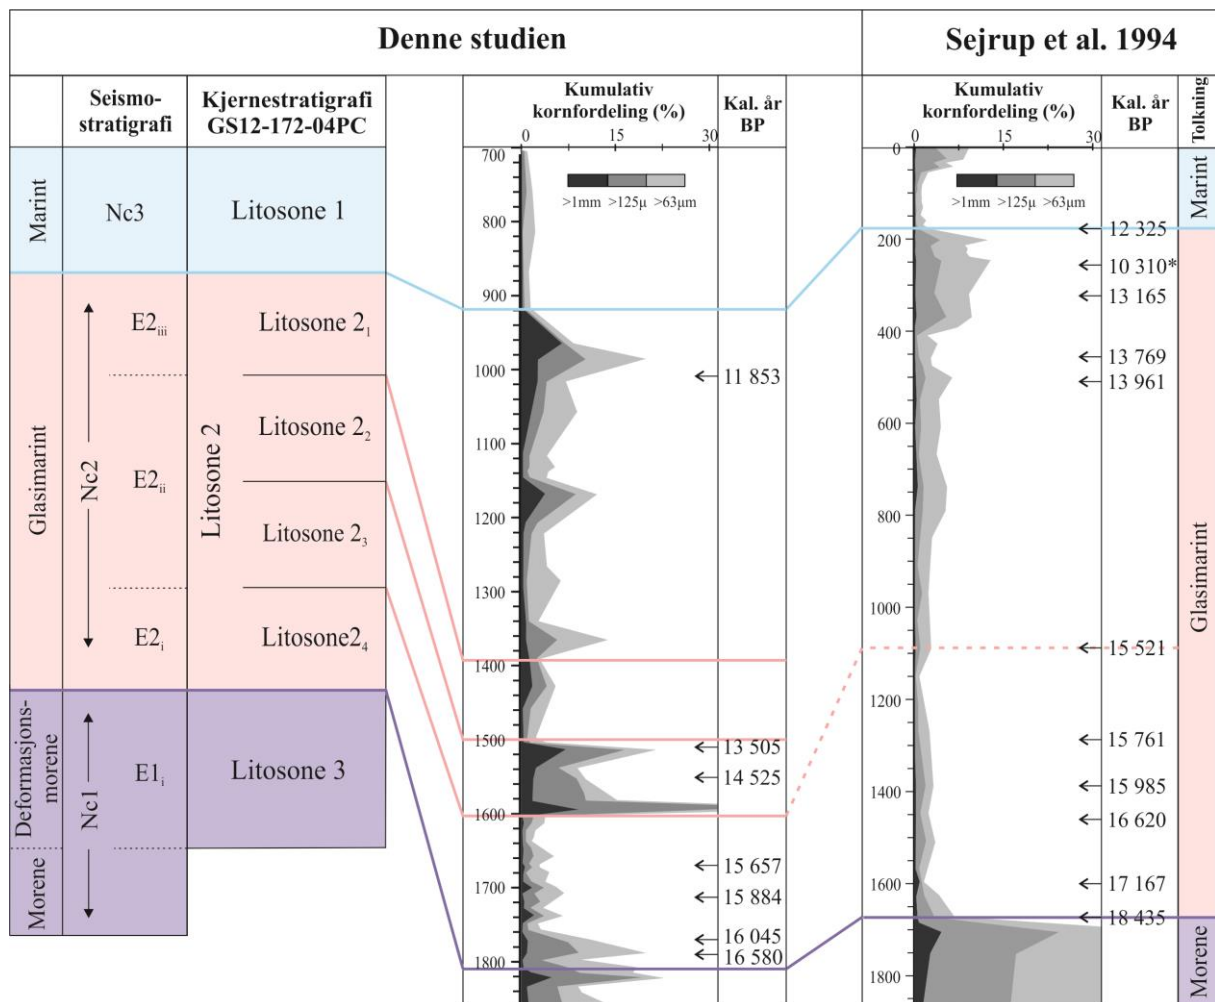 Denne studien
Sejrup et al. 1994
Seismo-
stratigrafi
Kjernestratigrafi
GS12-172-04PC
Kumulativ
kornfordeling (%)
Kal. år
BP
Kumulativ
kornfordeling (%)
Kal. år
BP
Tolkning
0 15 30
0 15 30
Marint
Nc3
Litosone 1
Glasimarint
Nc2
E2iii
E2ii
E2i
Litosone 2
Litosone 21
Litosone 22
Litosone 23
Litosone24
Deformasjons-
morene
Morene
Nc1
E1i
Litosone 3
700
800
900
1000
1100
1200
1300
1400
1500
1600
1700
1800
>1mm >125µ >63µm
11 853
13 505
14 525
15 657
15 884
16 045
16 580
0
200
400
600
800
1000
1200
1400
1600
1800
>1mm >125µ >63µm
12 325
10 310*
13 165
13 769
13 961
15 521
15 761
15 985
16 620
17 167
18 435
Marint
Glasimarint
Morene